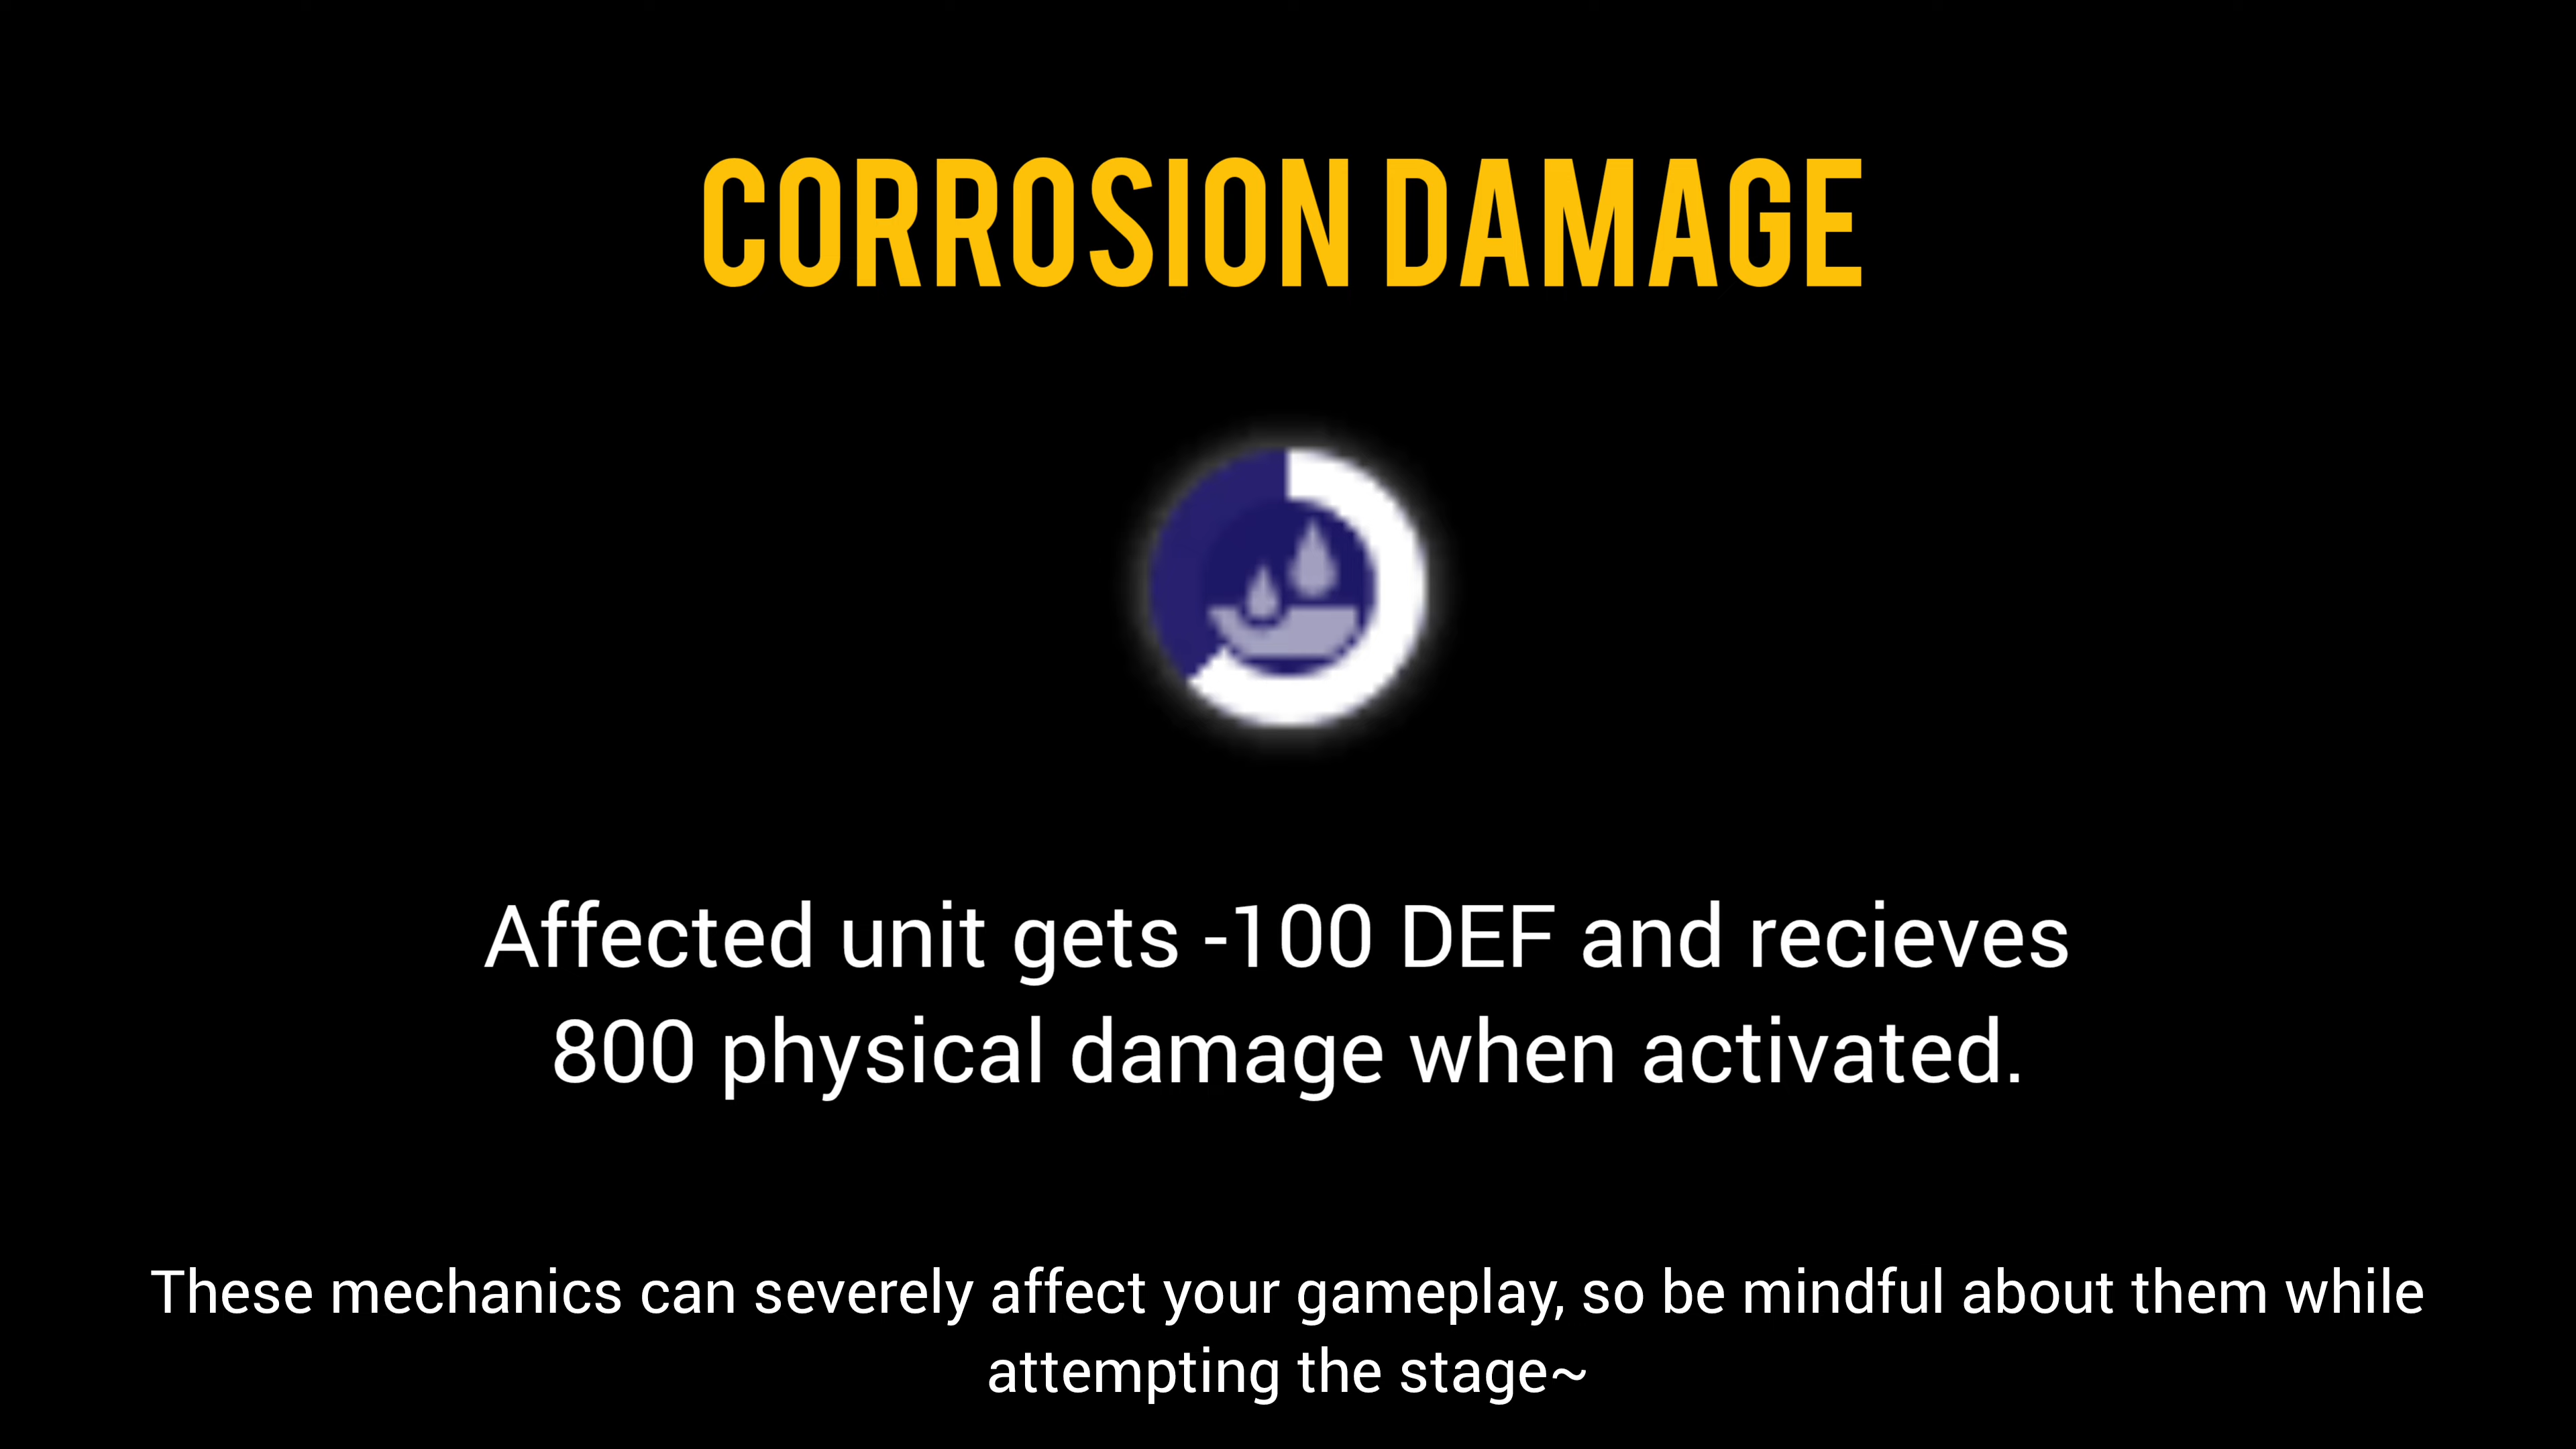 CORROSION DAMAGE
Affected unit gets -100 DEF and recieves
800 physical damage when activated.
These mechanics can severely affect your gameplay, so be mindful about them while
attempting the stage~